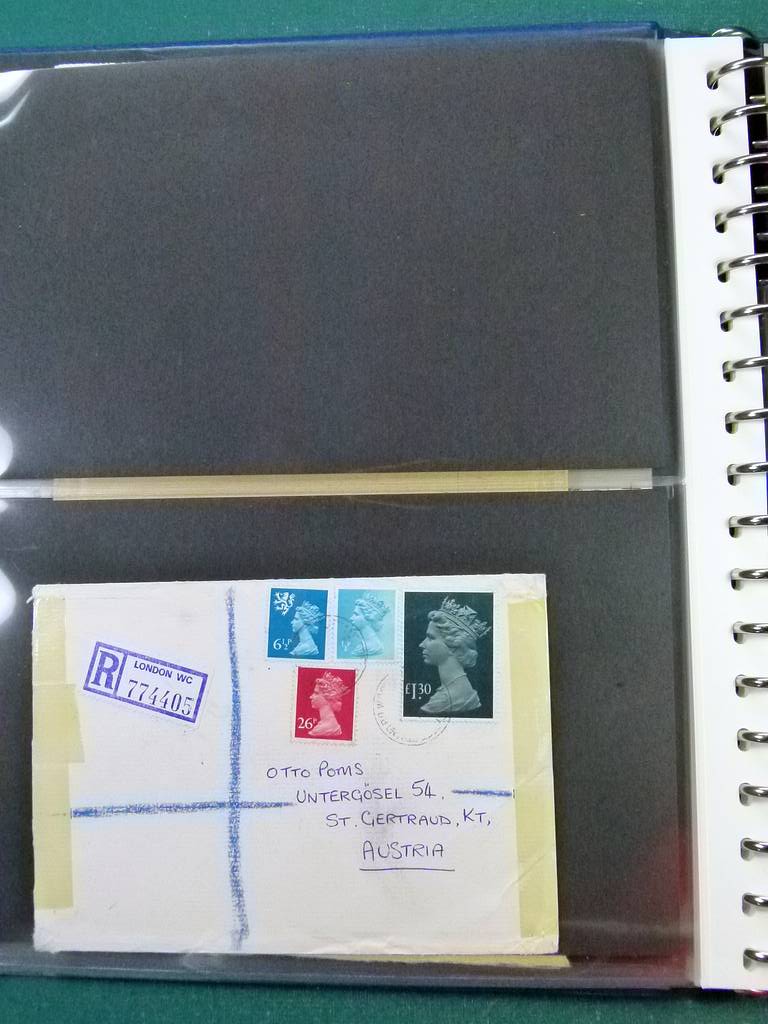 R LONDON WC
774405
6½P
£1.30
26P
OTTO POMS
UNTERGÖSEL 54.
ST. GERTRAUD, KT,
AUSTRIA